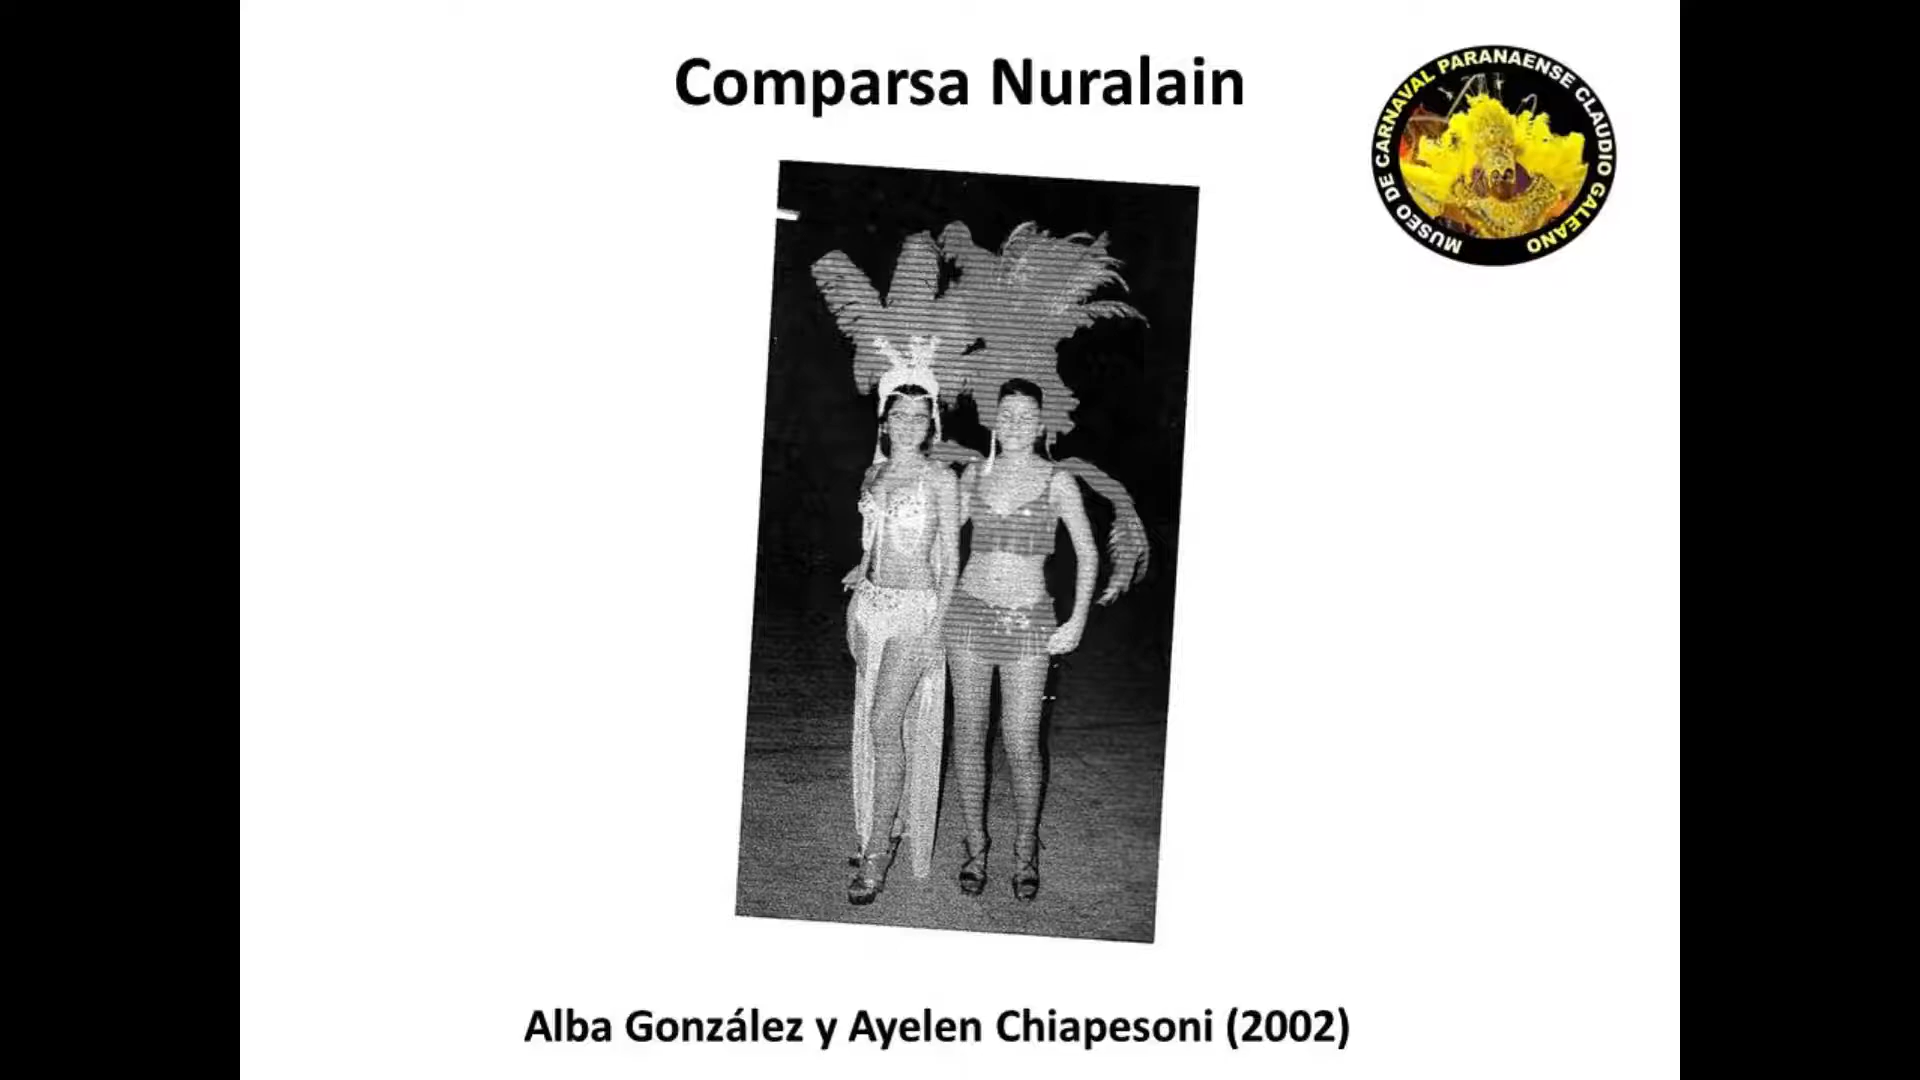 Comparsa Nuralain
MUSEO DE CARNAVAL PARANAENSE CLAUDIO GALEANO
Alba González y Ayelen Chiapesoni (2002)